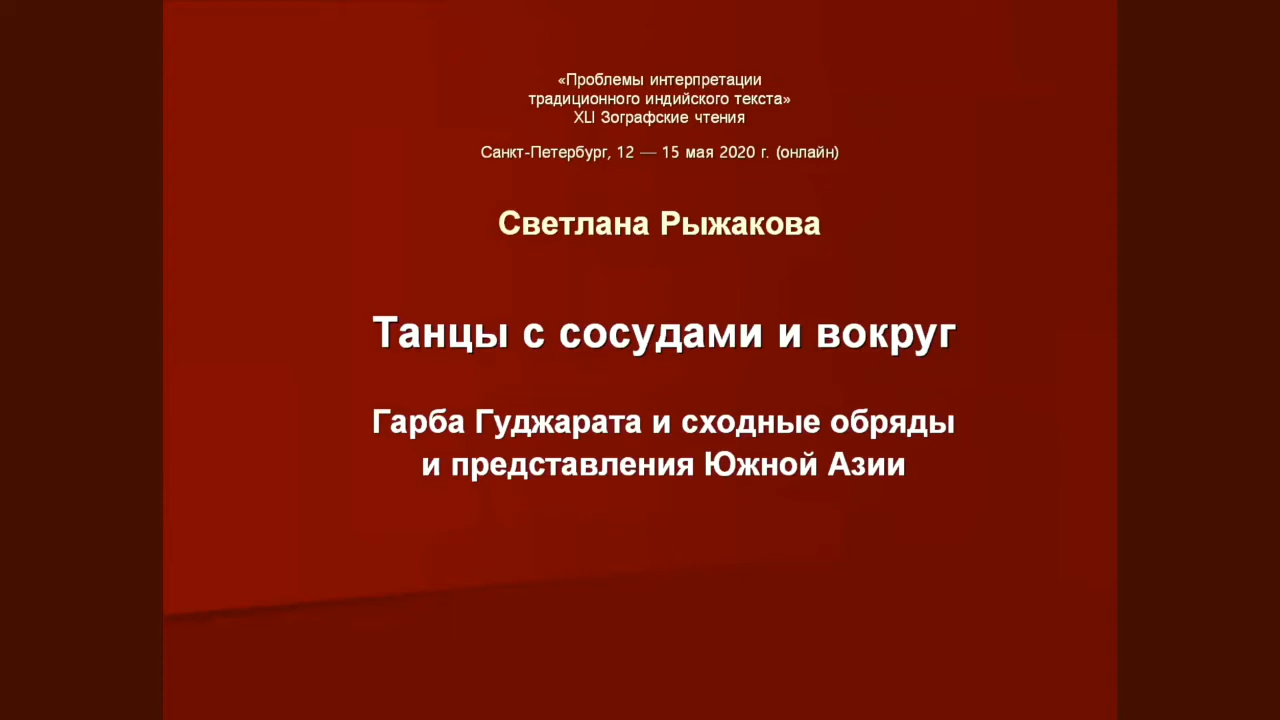 «Проблемы интерпретации
традиционного индийского текста»
XLI Зографские чтения
Санкт-Петербург, 12 — 15 мая 2020 г. (онлайн)
Светлана Рыжакова
Танцы с сосудами и вокруг
Гарба Гуджарата и сходные обряды
и представления Южной Азии